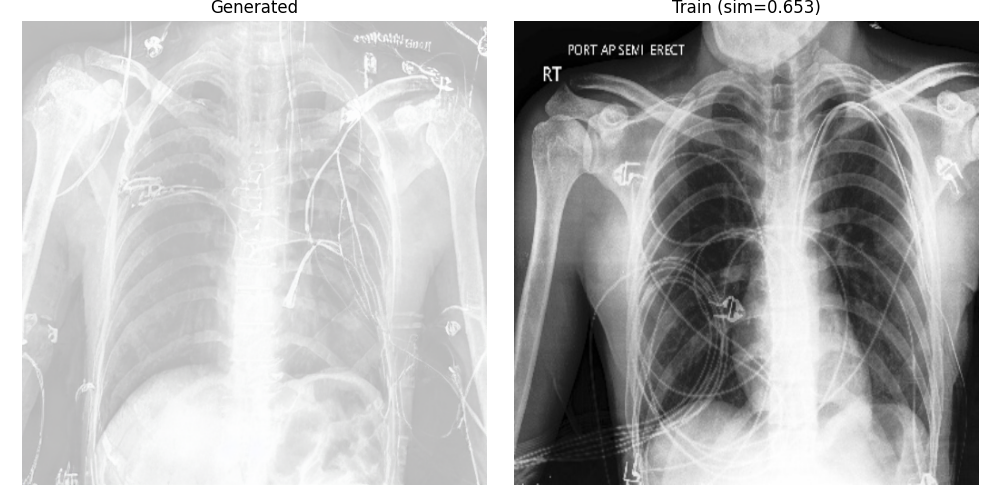 Generated
Train (sim=0.653)
PORT AP SEMI ERECT
RT